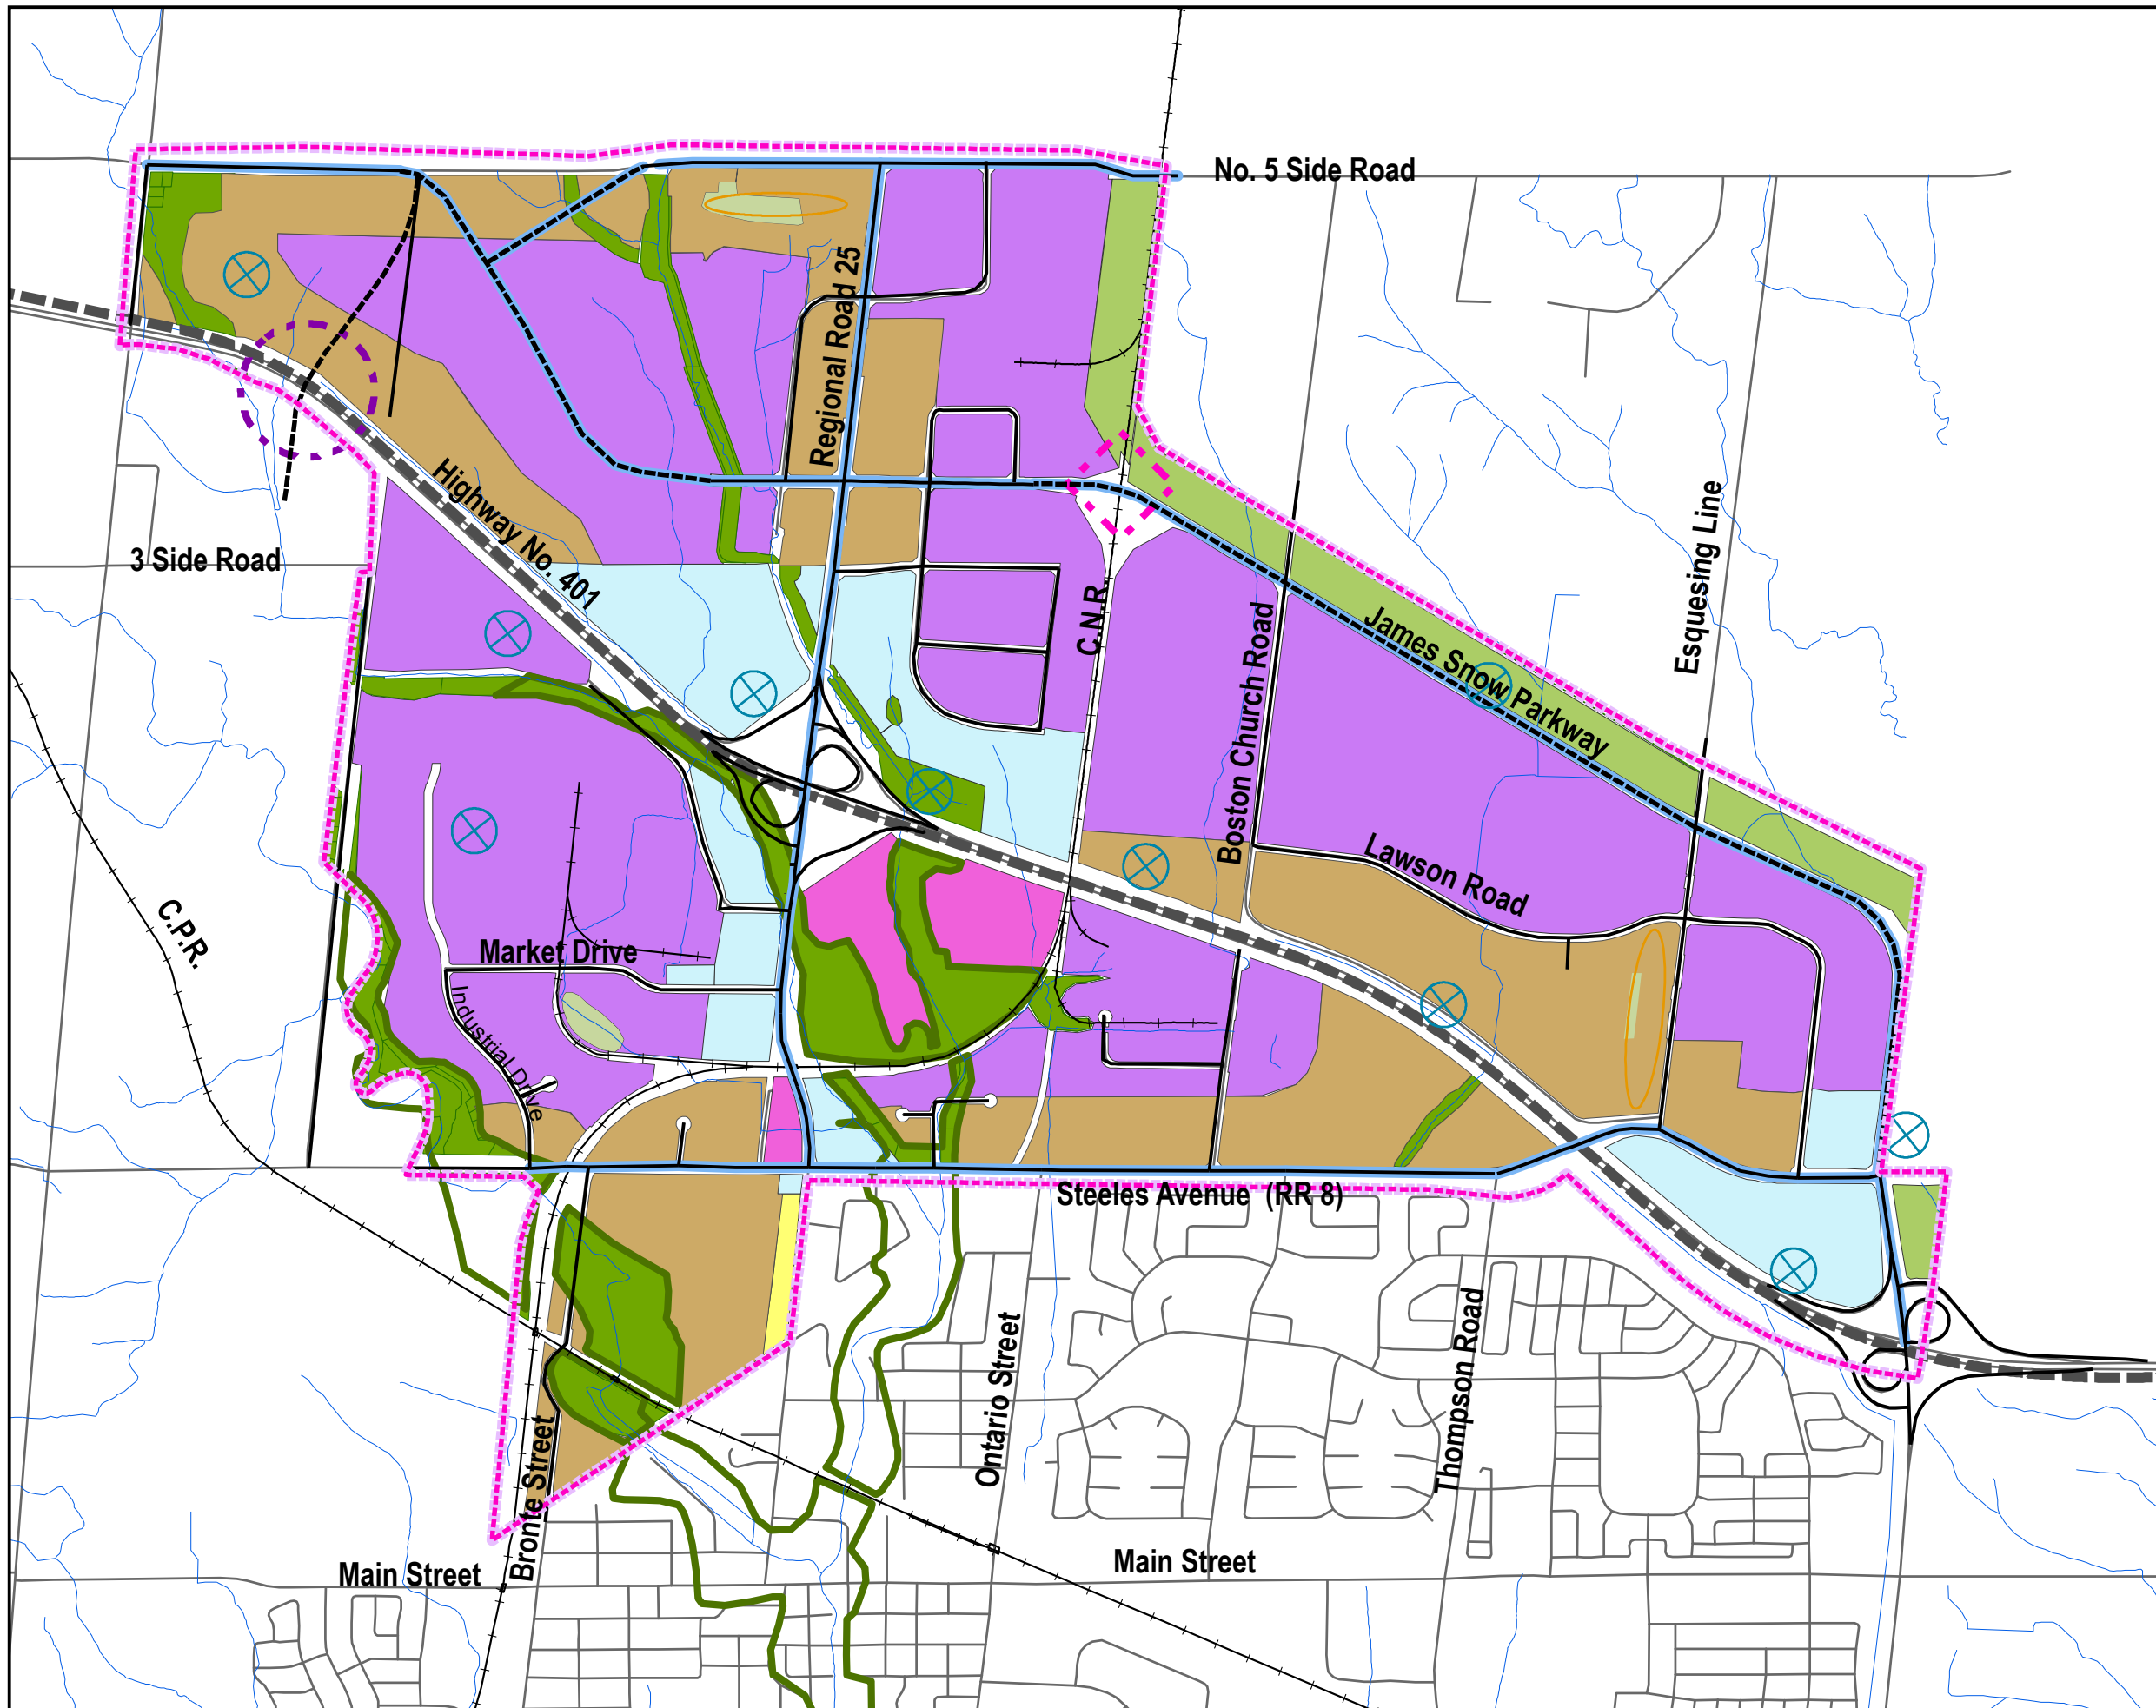 No. 5 Side Road
Regional Road 25
Highway No. 401
3 Side Road
C.N.R.
Boston Church Road
James Snow Parkway
Esquesing Line
Lawson Road
C.P.R.
Market Drive
Industrial Drive
Steeles Avenue (RR 8)
Ontario Street
Thompson Road
Bronte Street
Main Street
Main Street